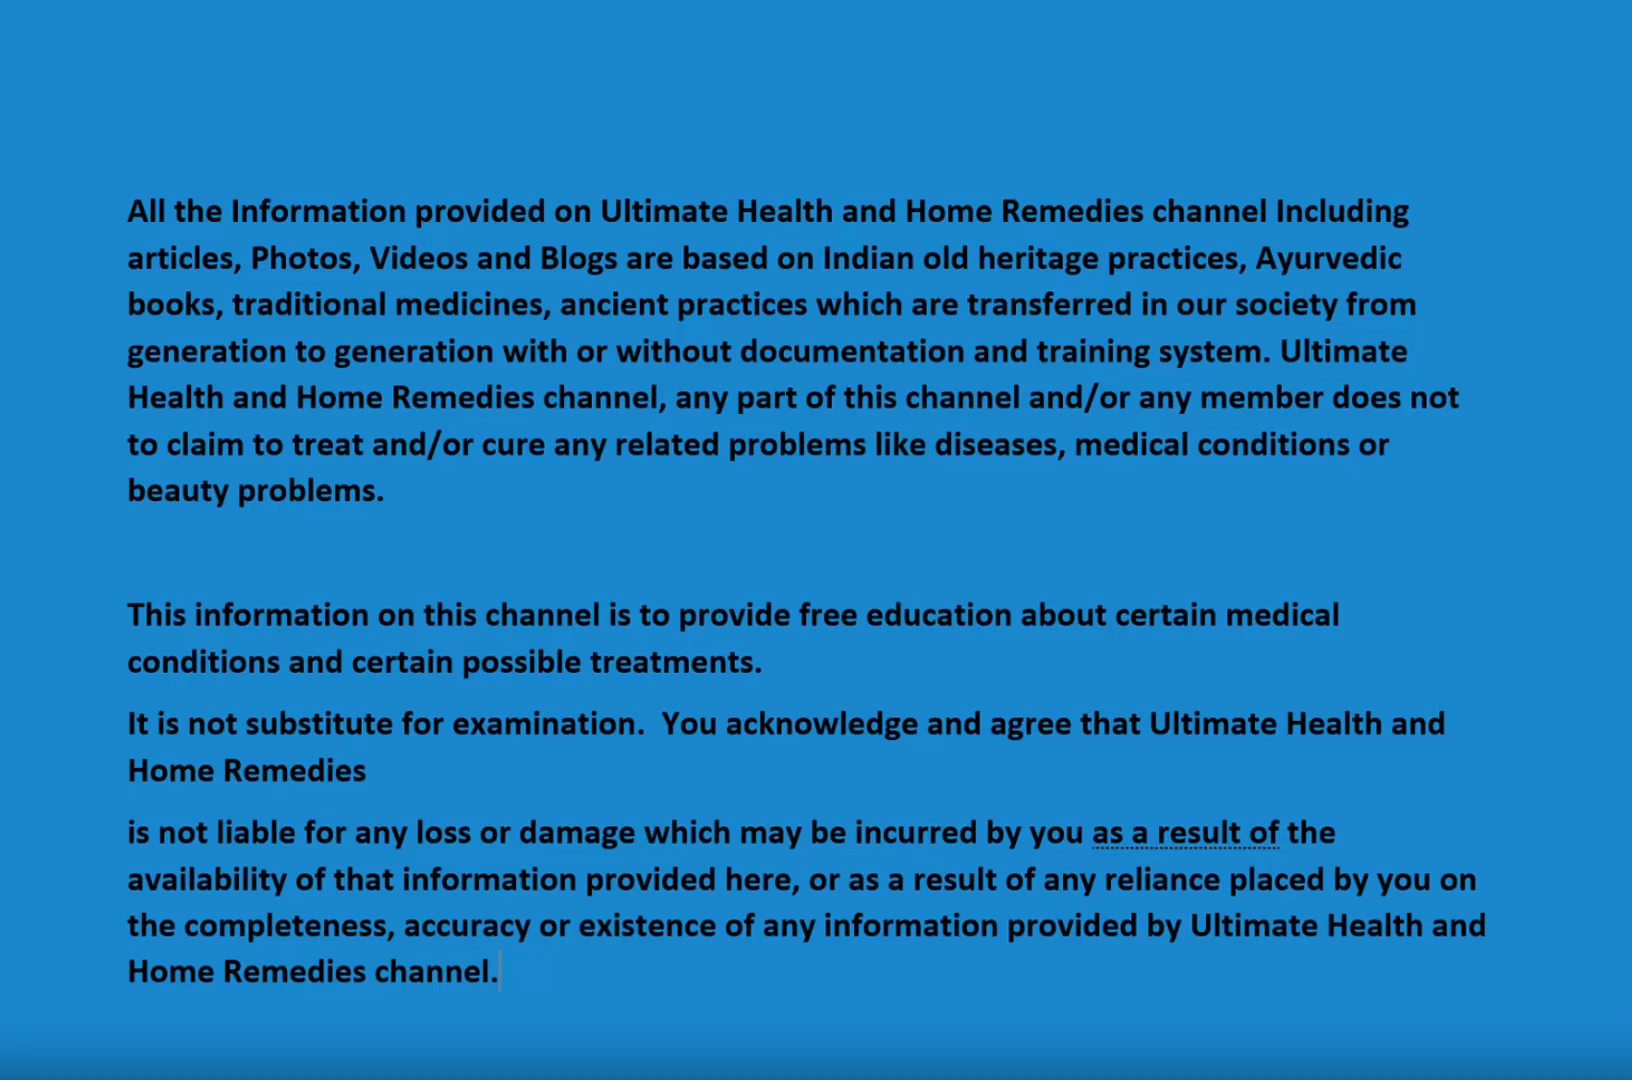 All the Information provided on Ultimate Health and Home Remedies channel Including
articles, Photos, Videos and Blogs are based on Indian old heritage practices, Ayurvedic
books, traditional medicines, ancient practices which are transferred in our society from
generation to generation with or without documentation and training system. Ultimate
Health and Home Remedies channel, any part of this channel and/or any member does not
to claim to treat and/or cure any related problems like diseases, medical conditions or
beauty problems.
This information on this channel is to provide free education about certain medical
conditions and certain possible treatments.
It is not substitute for examination.  You acknowledge and agree that Ultimate Health and
Home Remedies
is not liable for any loss or damage which may be incurred by you as a result of the
availability of that information provided here, or as a result of any reliance placed by you on
the completeness, accuracy or existence of any information provided by Ultimate Health and
Home Remedies channel.